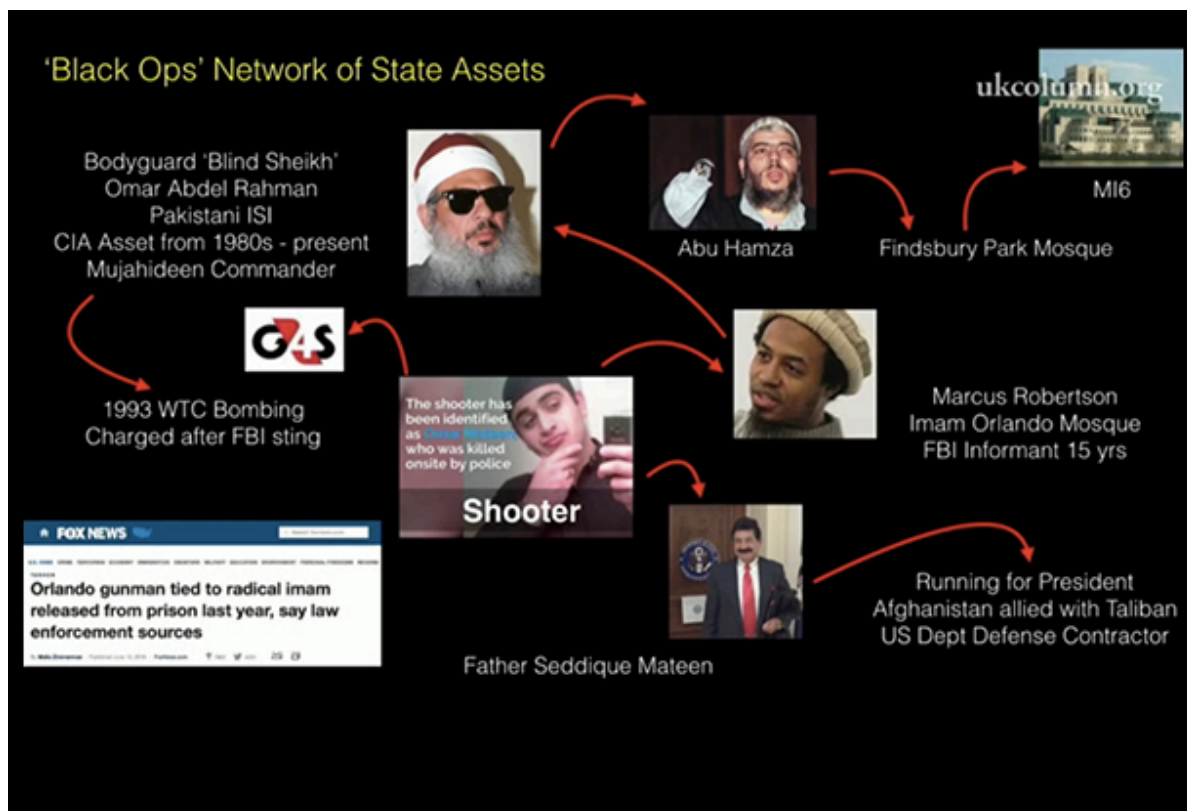 'Black Ops' Network of State Assets
ukcolumn.org
MI6
Bodyguard 'Blind Sheikh'
Omar Abdel Rahman
Pakistani ISI
CIA Asset from 1980s - present
Mujahideen Commander
Abu Hamza
Findsbury Park Mosque
G4S
1993 WTC Bombing
Charged after FBI sting
The shooter has
been identified
as Omar Mateen,
who was killed
onsite by police
Shooter
Marcus Robertson
Imam Orlando Mosque
FBI Informant 15 yrs
FOX NEWS
Orlando gunman tied to radical imam
released from prison last year, say law
enforcement sources
Running for President
Afghanistan allied with Taliban
US Dept Defense Contractor
Father Seddique Mateen